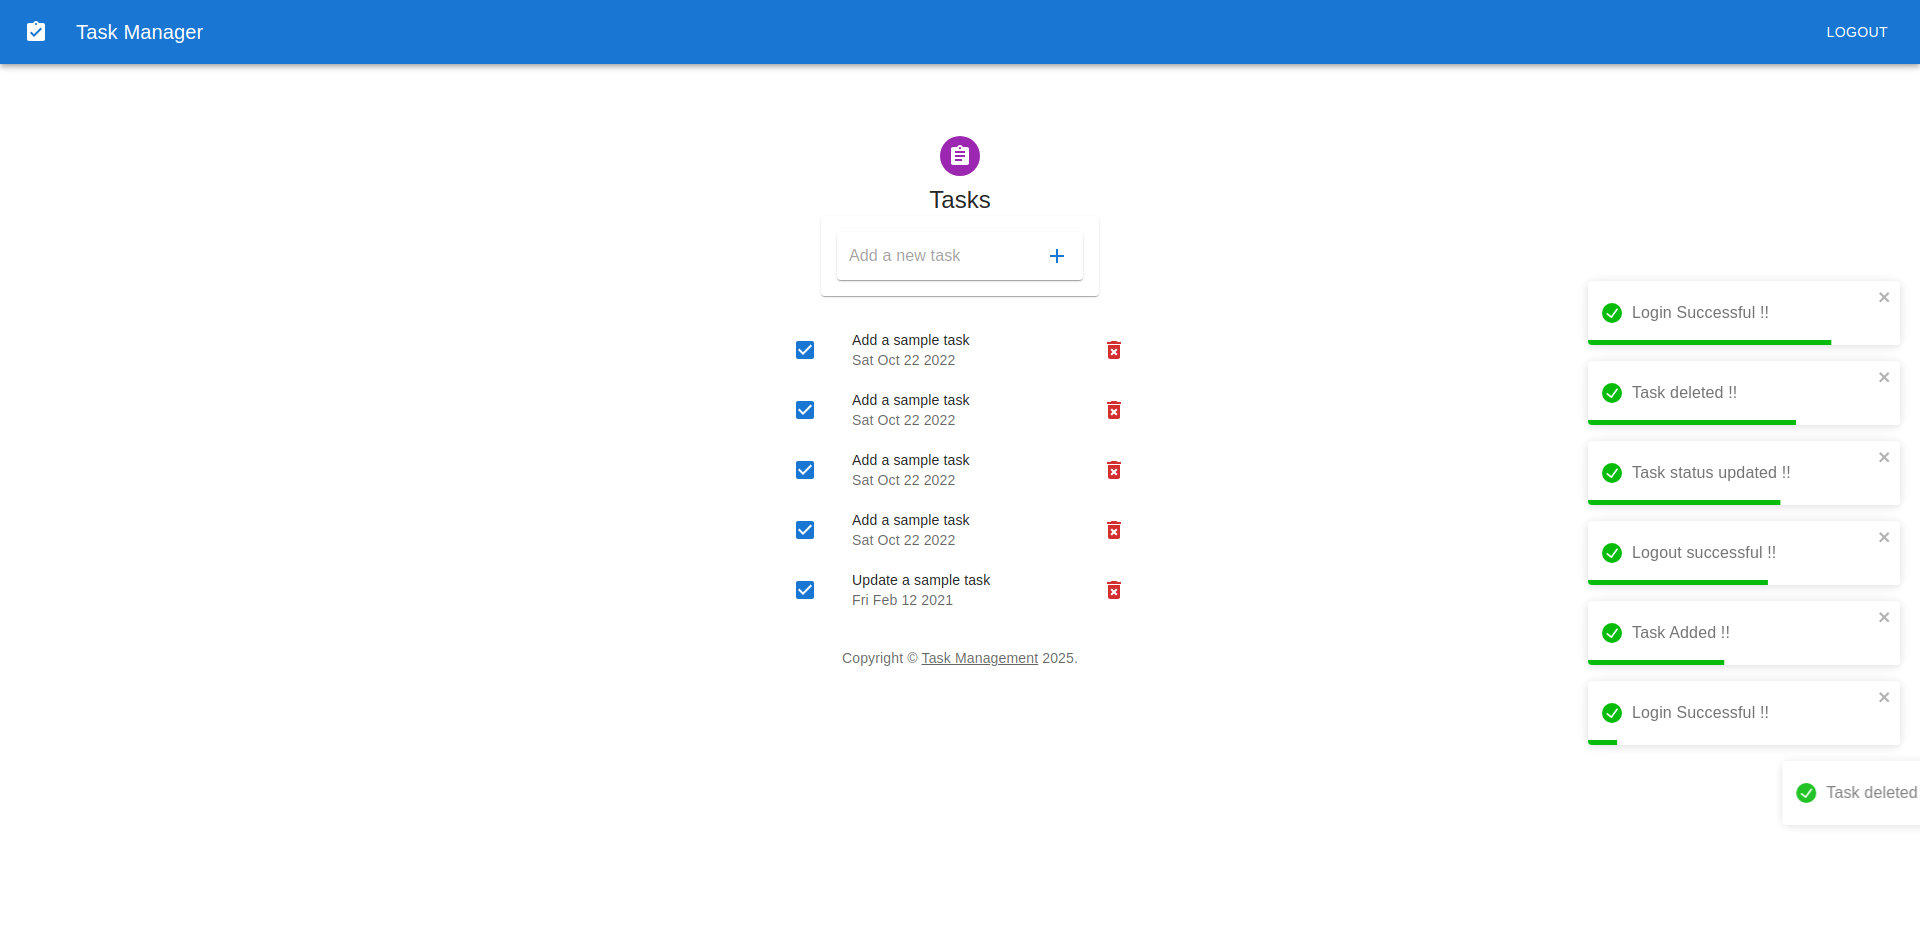 Task Manager
LOGOUT
Tasks
Add a new task
Add a sample task
Sat Oct 22 2022
Add a sample task
Sat Oct 22 2022
Add a sample task
Sat Oct 22 2022
Add a sample task
Sat Oct 22 2022
Update a sample task
Fri Feb 12 2021
Copyright © Task Management 2025.
Login Successful !!
Task deleted !!
Task status updated !!
Logout successful !!
Task Added !!
Login Successful !!
Task deleted